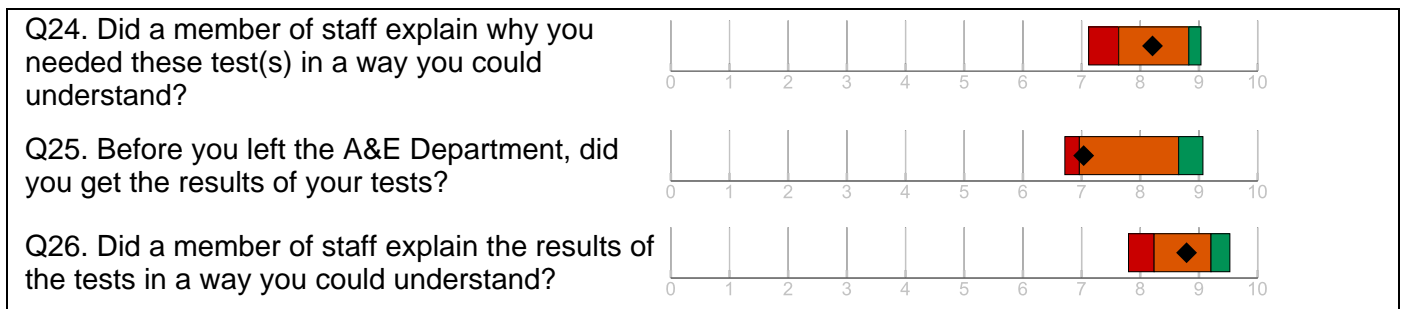 Q24. Did a member of staff explain why you
needed these test(s) in a way you could
understand?
0 1 2 3 4 5 6 7 8 9 10
Q25. Before you left the A&E Department, did
you get the results of your tests?
0 1 2 3 4 5 6 7 8 9 10
Q26. Did a member of staff explain the results of
the tests in a way you could understand?
0 1 2 3 4 5 6 7 8 9 10